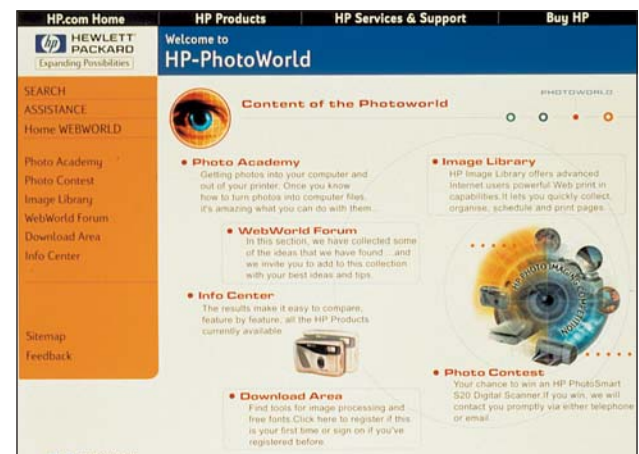 HP.com Home
HP Products
HP Services & Support
Buy HP
hp
HEWLETT
PACKARD
Expanding Possibilities
Welcome to
HP-PhotoWorld
SEARCH
ASSISTANCE
Home WEBWORLD
Photo Academy
Photo Contest
Image Library
WebWorld Forum
Download Area
Info Center
Sitemap
Feedback
Content of the Photoworld
PHOTOWORLD
Photo Academy
Getting photos into your computer and
out of your printer. Once you know
how to turn photos into computer files,
it's amazing what you can do with them...
Image Library
HP Image Library offers advanced
Internet users powerful Web print in
capabilities.It lets you quickly collect,
organise, schedule and print pages.
WebWorld Forum
In this section, we have collected some
of the ideas that we have found...and
we invite you to add to this collection
with your best ideas and tips.
Info Center
The results make it easy to compare,
feature by feature, all the HP Products
currently available.
HP-PHOTO IMAGING COMPETITION
Photo Contest
Your chance to win an HP PhotoSmart
S20 Digital Scanner.If you win, we will
contact you promptly via either telephone
or email.
Download Area
Find tools for image processing and
free fonts.Click here to register if this
is your first time or sign on if you've
registered before.